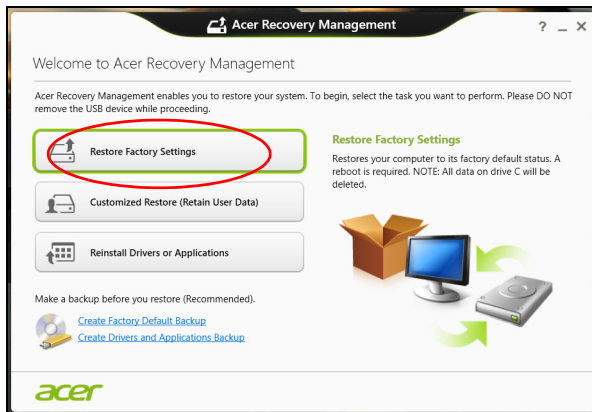 Acer Recovery Management
? _ X
Welcome to Acer Recovery Management
Acer Recovery Management enables you to restore your system. To begin, select the task you want to perform. Please DO NOT
remove the USB device while proceeding.
Restore Factory Settings
Customized Restore (Retain User Data)
Reinstall Drivers or Applications
Restore Factory Settings
Restores your computer to its factory default status. A
reboot is required. NOTE: All data on drive C will be
deleted.
Make a backup before you restore (Recommended).
Create Factory Default Backup
Create Drivers and Applications Backup
acer